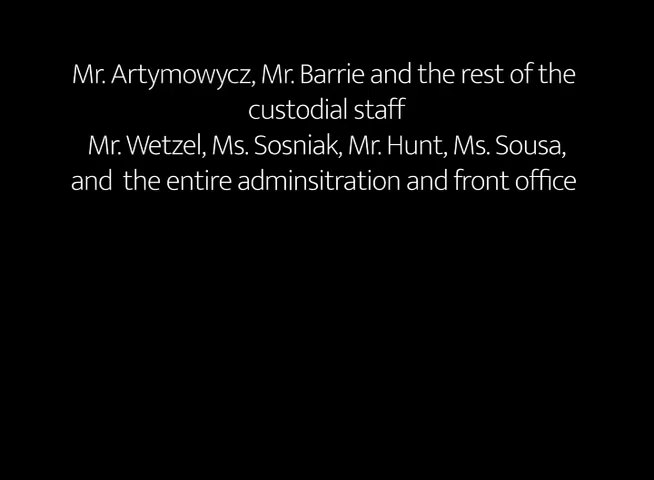 Mr. Artymowycz, Mr. Barrie and the rest of the
custodial staff
Mr. Wetzel, Ms. Sosniak, Mr. Hunt, Ms. Sousa,
and  the entire adminsitration and front office